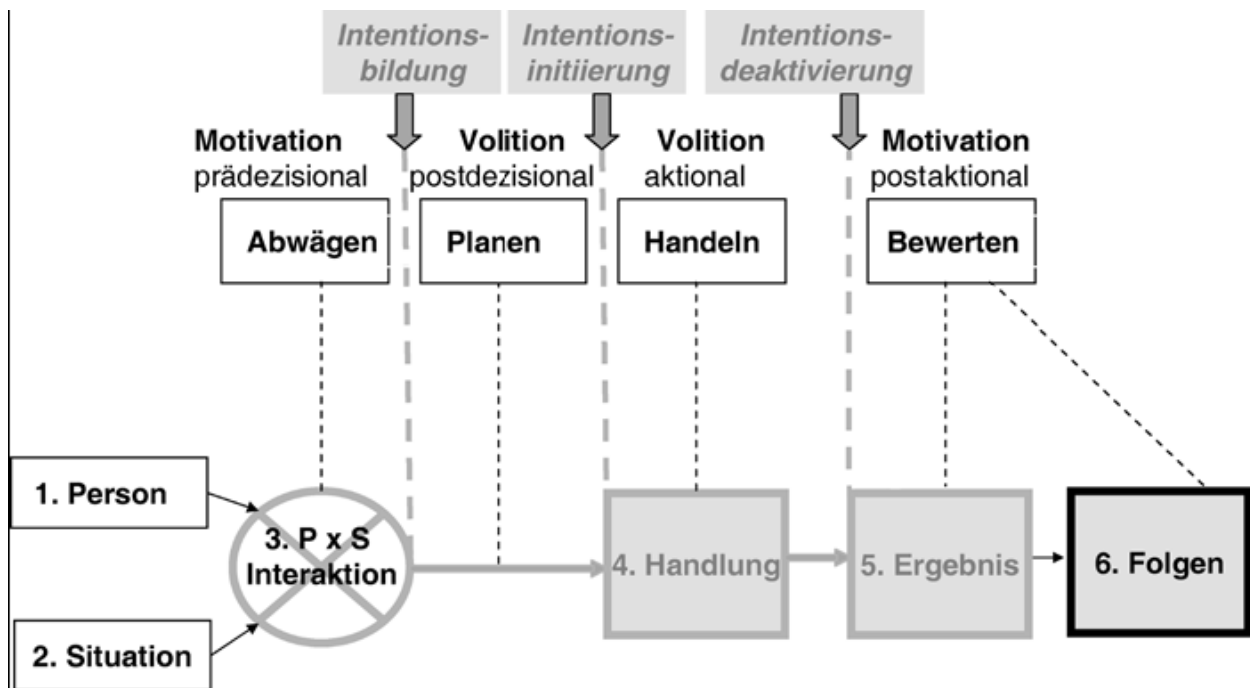 Intentions-
bildung
Intentions-
initiierung
Intentions-
deaktivierung
Motivation
prädezisional
Volition
postdezisional
Volition
aktional
Motivation
postaktional
Abwägen
Planen
Handeln
Bewerten
1. Person
2. Situation
3. P x S
Interaktion
4. Handlung
5. Ergebnis
6. Folgen